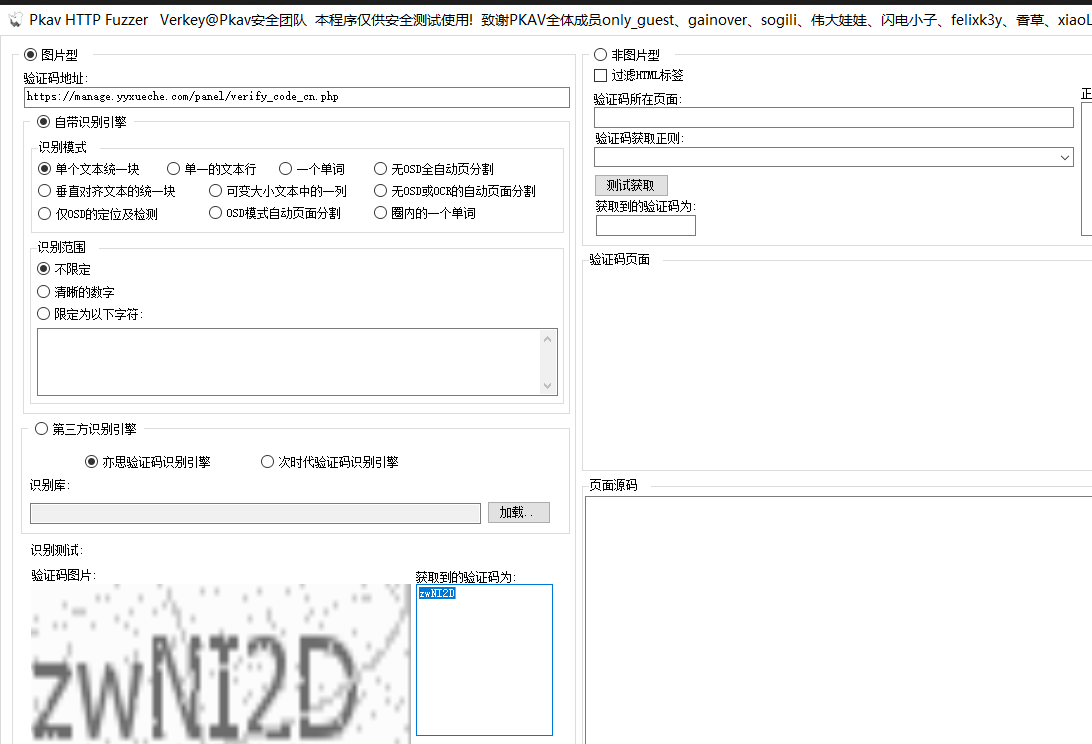 Pkav HTTP Fuzzer Verkey@Pkav安全团队 本程序仅供安全测试使用! 致谢PKAV全体成员only_guest、gainover、sogili、伟大娃娃、闪电小子、felixk3y、香草、xiaoL
图片型
验证码地址:
https://manage.yyxueche.com/panel/verify_code_cn.php
自带识别引擎
识别模式
单个文本统一块 单一的文本行 一个单词 无OSD全自动页分割
垂直对齐文本的统一块 可变大小文本中的一列 无OSD或OCR的自动页面分割
仅OSD的定位及检测 OSD模式自动页面分割 圈内的一个单词
识别范围
不限定
清晰的数字
限定为以下字符:
第三方识别引擎
亦思验证码识别引擎 次时代验证码识别引擎
识别库:
加载..
识别测试:
验证码图片:
zwNI2D
获取到的验证码为:
zwNI2D
非图片型
过滤HTML标签
验证码所在页面:
正
验证码获取正则:
测试获取
获取到的验证码为:
验证码页面
页面源码